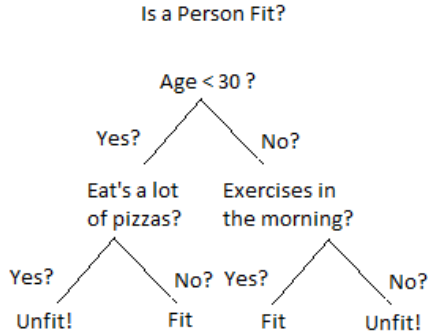 Is a Person Fit?
Age < 30 ?
Yes?
No?
Eat's a lot
of pizzas?
Exercises in
the morning?
Yes?
No?
Yes?
No?
Unfit!
Fit
Fit
Unfit!